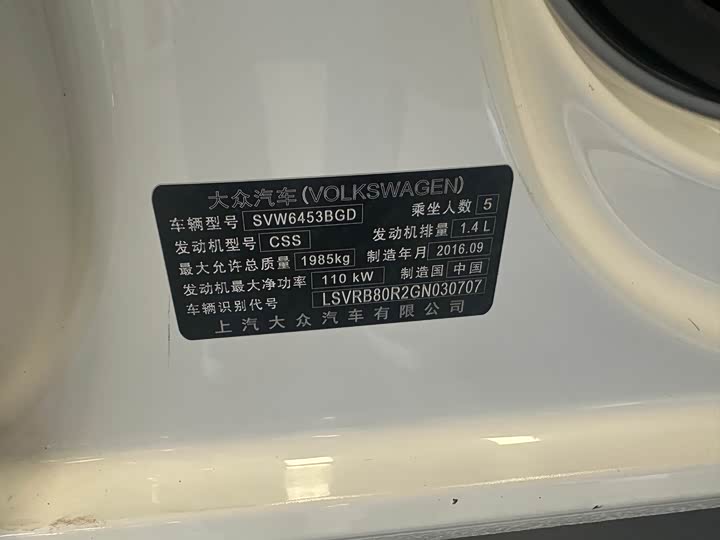 大众汽车(VOLKSWAGEN)
车辆型号 SVW6453BGD 乘坐人数 5
发动机型号 CSS 发动机排量 1.4 L
最大允许总质量 1985kg 制造年月 2016.09
发动机最大净功率 110 kW 制造国 中国
车辆识别代号 LSVRB80R2GN030707
上汽大众汽车有限公司